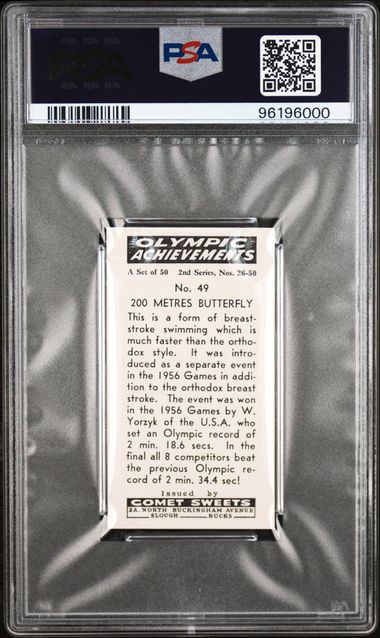 PSA
PSA
96196000
OLYMPIC
ACHIEVEMENTS
A Set of 50 2nd Series, Nos. 26-50
No. 49
200 METRES BUTTERFLY
This is a form of breast-
stroke swimming which is
much faster than the ortho-
dox style. It was intro-
duced as a separate event
in the 1956 Games in addi-
tion to the orthodox breast
stroke. The event was won
in the 1956 Games by W.
Yorzyk of the U.S.A. who
set an Olympic record of
2 min. 18.6 secs. In the
final all 8 competitors beat
the previous Olympic re-
cord of 2 min. 34.4 sec!
Issued by
COMET SWEETS
2A. NORTH BUCKINGHAM AVENUE
SLOUGH BUCKS